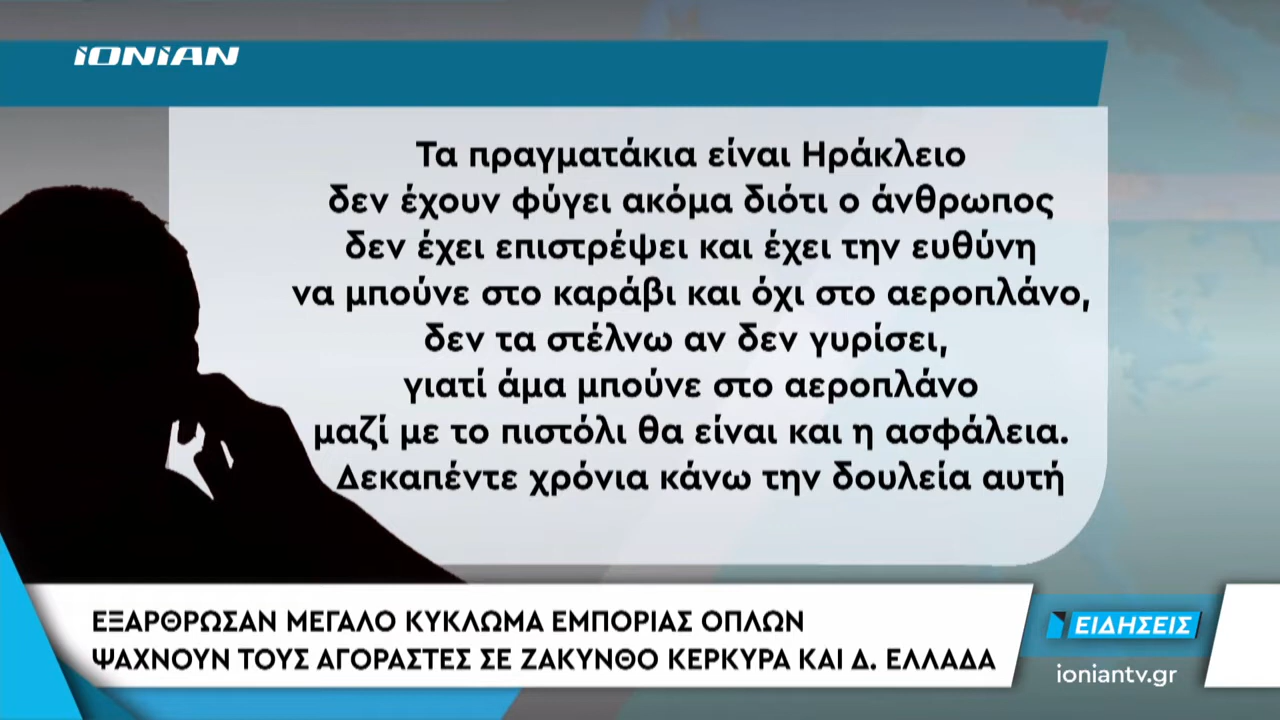 iONiAN
Τα πραγματάκια είναι Ηράκλειο
δεν έχουν φύγει ακόμα διότι ο άνθρωπος
δεν έχει επιστρέψει και έχει την ευθύνη
να μπούνε στο καράβι και όχι στο αεροπλάνο,
δεν τα στέλνω αν δεν γυρίσει,
γιατί άμα μπούνε στο αεροπλάνο
μαζί με το πιστόλι θα είναι και η ασφάλεια.
Δεκαπέντε χρόνια κάνω την δουλεία αυτή
ΕΞΑΡΘΡΩΣΑΝ ΜΕΓΑΛΟ ΚΥΚΛΩΜΑ ΕΜΠΟΡΙΑΣ ΟΠΛΩΝ
ΨΑΧΝΟΥΝ ΤΟΥΣ ΑΓΟΡΑΣΤΕΣ ΣΕ ΖΑΚΥΝΘΟ ΚΕΡΚΥΡΑ ΚΑΙ Δ. ΕΛΛΑΔΑ
ΕΙΔΗΣΕΙΣ
ioniantv.gr